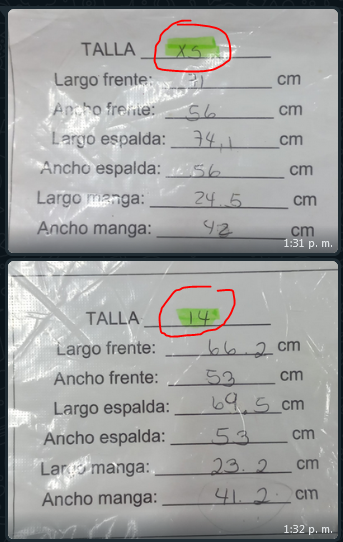 TALLA XS
Largo frente: 71 cm
Ancho frente: 56 cm
Largo espalda: 74,1 cm
Ancho espalda: 56 cm
Largo manga: 24.5 cm
Ancho manga: 42 cm
1:31 p. m.
TALLA 14
Largo frente: 66.2 cm
Ancho frente: 53 cm
Largo espalda: 69,5 cm
Ancho espalda: 53 cm
Largo manga: 23.2 cm
Ancho manga: 41.2 cm
1:32 p. m.